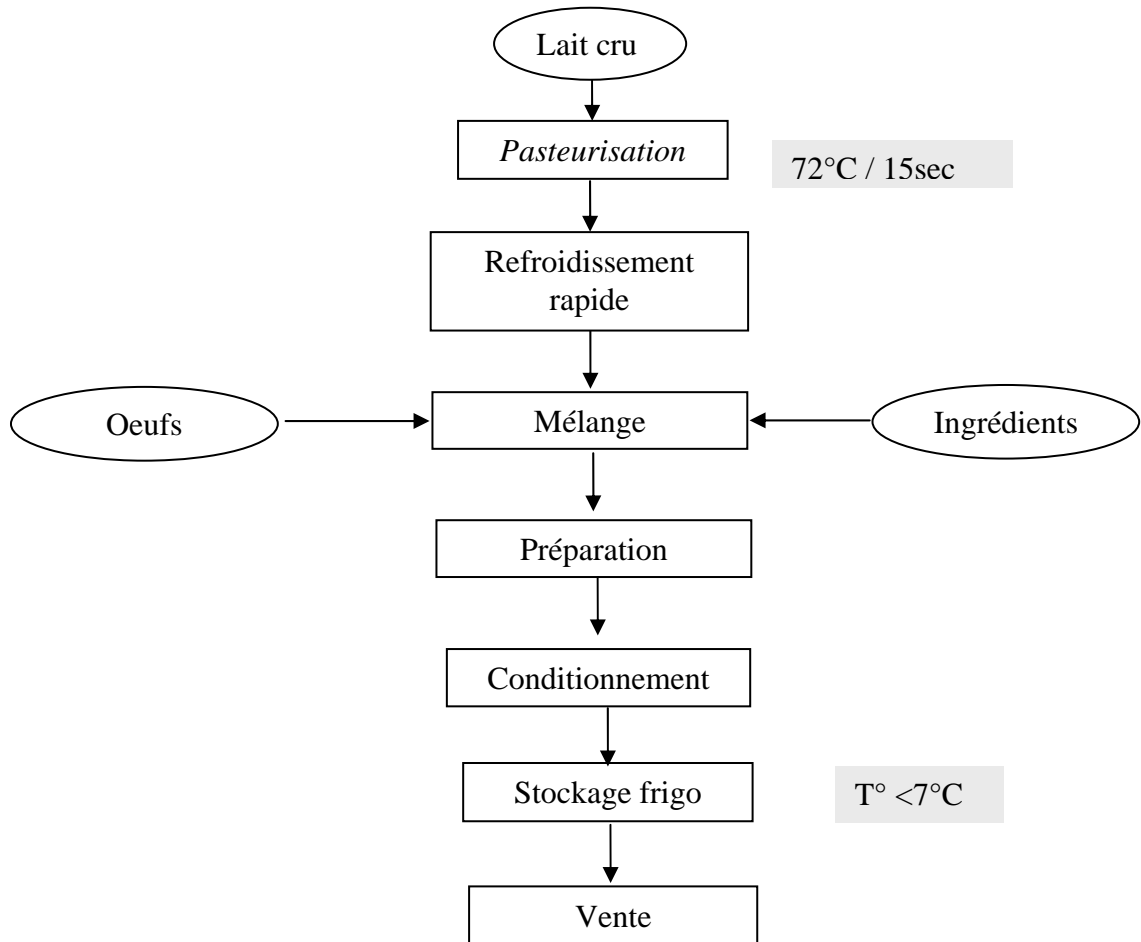 Lait cru
Pasteurisation
72°C / 15sec
Refroidissement
rapide
Oeufs
Mélange
Ingrédients
Préparation
Conditionnement
Stockage frigo
T° <7°C
Vente